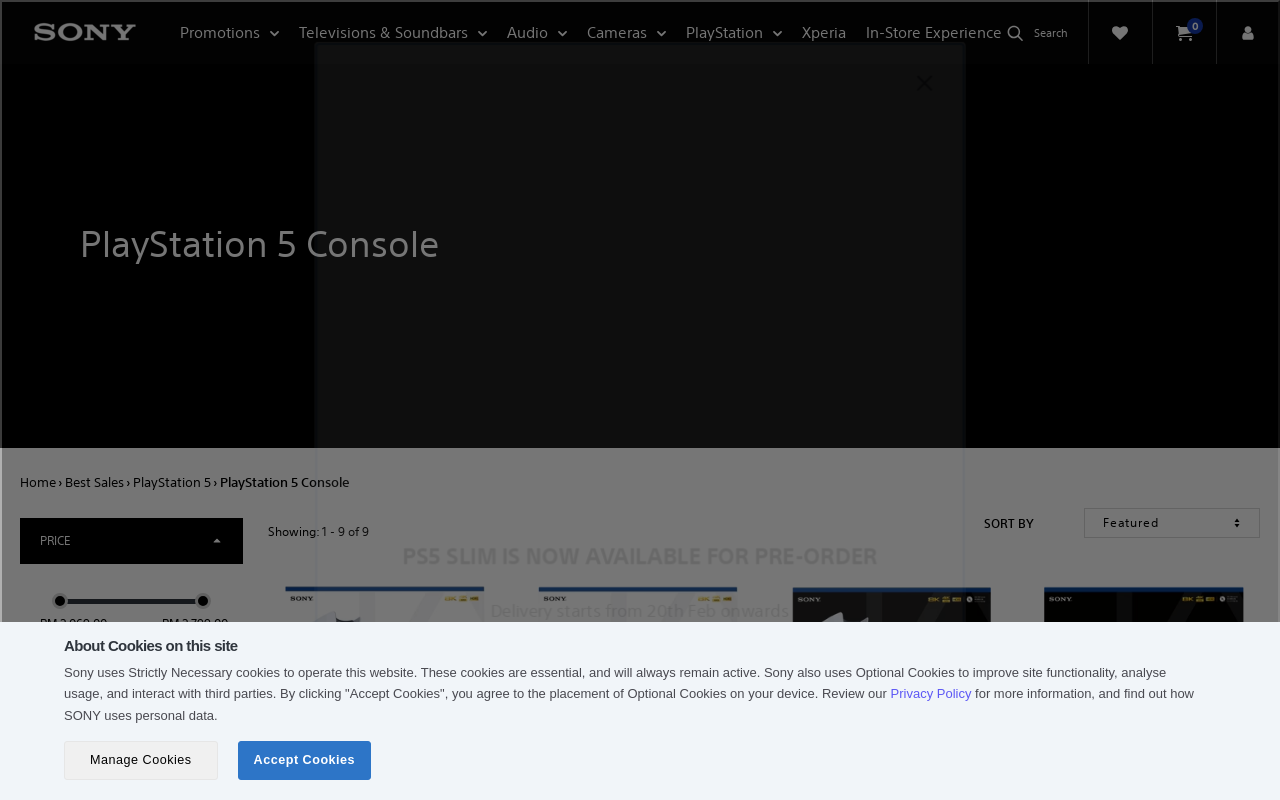 SONY
Promotions
Televisions & Soundbars
Audio
Cameras
PlayStation
Xperia
In-Store Experience
Search
0
PlayStation 5 Console
Home › Best Sales › PlayStation 5 › PlayStation 5 Console
PRICE
Showing: 1 - 9 of 9
SORT BY
Featured
PS5 SLIM IS NOW AVAILABLE FOR PRE-ORDER
SONY
SONY
SONY
SONY
Delivery starts from 20th Feb onwards
About Cookies on this site
Sony uses Strictly Necessary cookies to operate this website. These cookies are essential, and will always remain active. Sony also uses Optional Cookies to improve site functionality, analyse
usage, and interact with third parties. By clicking "Accept Cookies", you agree to the placement of Optional Cookies on your device. Review our Privacy Policy for more information, and find out how
SONY uses personal data.
Manage Cookies
Accept Cookies